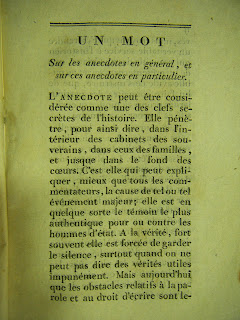 UN MOT
Sur les anecdotes en général, et
sur ces anecdotes en particulier.
L'ANECDOTE peut être consi-
dérée comme une des clefs se-
crètes de l'histoire. Elle pénè-
tre, pour ainsi dire, dans l'in-
térieur des cabinets des sou-
verains, dans ceux des familles,
et jusque dans le fond des
cœurs. C'est elle qui peut expli-
quer, mieux que tous les com-
mentateurs, la cause de tel ou tel
événement majeur; elle est en
quelque sorte le témoin le plus
authentique pour ou contre les
hommes d'état. A la vérité, fort
souvent elle est forcée de garder
le silence, surtout quand on ne
peut pas dire des vérités utiles
impunément. Mais aujourd'hui
que les obstacles relatifs à la pa-
role et au droit d'écrire sont le-